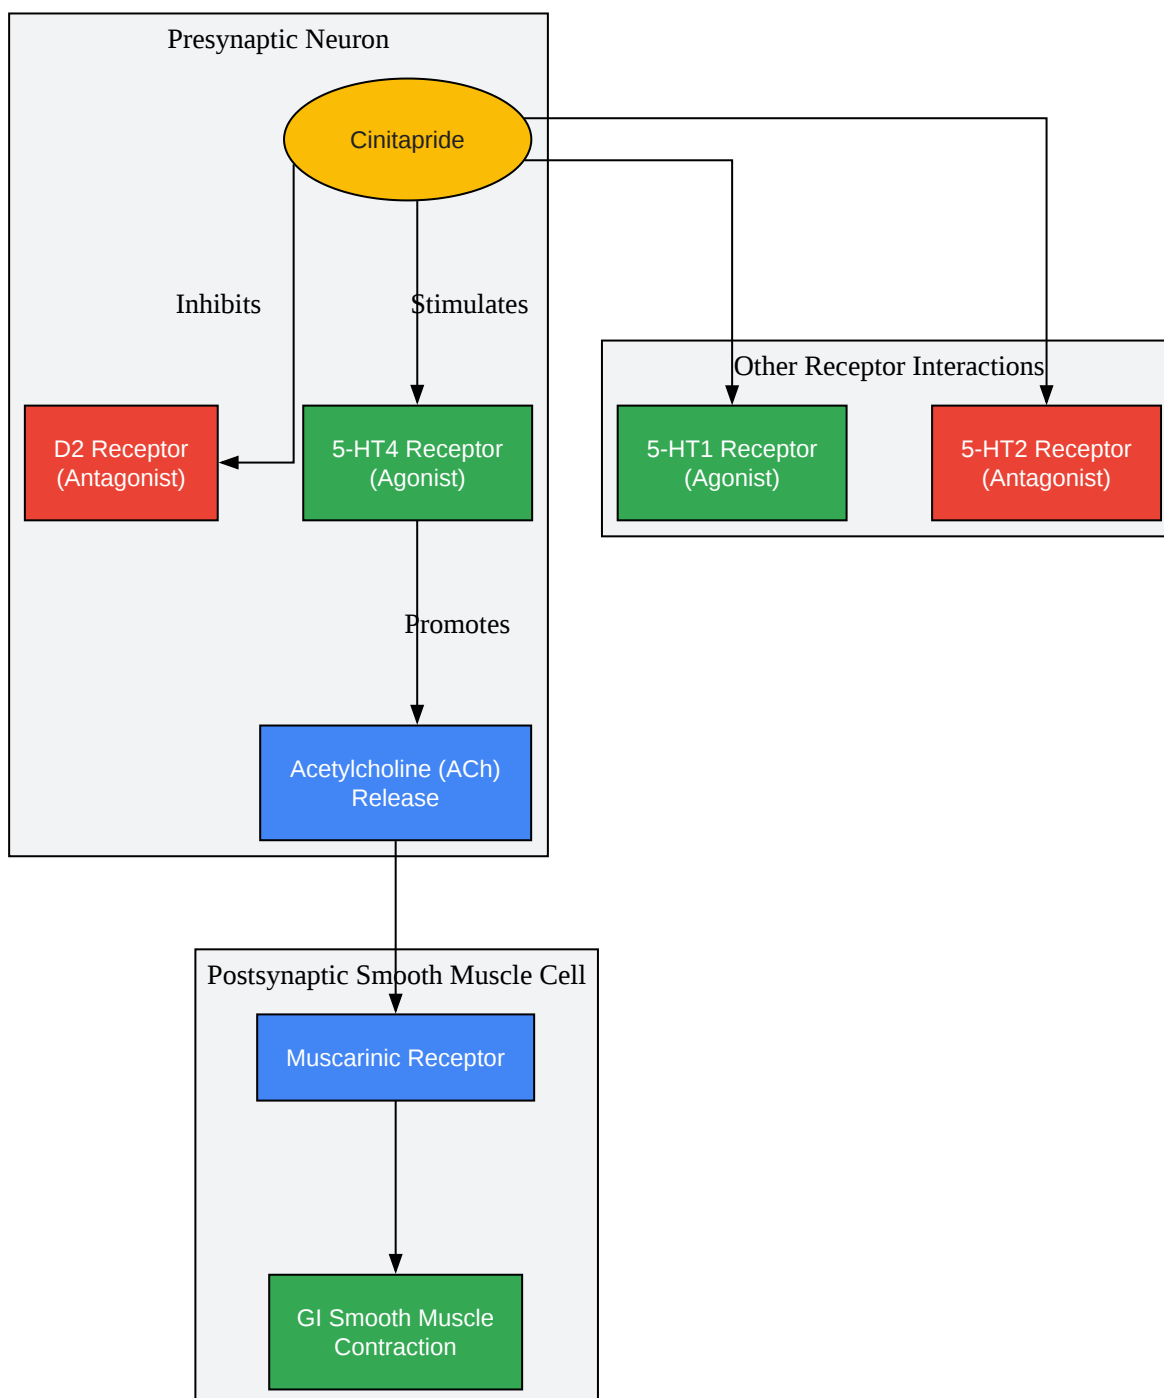 Presynaptic Neuron
Cinitapride
Inhibits
Stimulates
Other Receptor Interactions
D2 Receptor
(Antagonist)
5-HT4 Receptor
(Agonist)
5-HT1 Receptor
(Agonist)
5-HT2 Receptor
(Antagonist)
Promotes
Acetylcholine (ACh)
Release
Postsynaptic Smooth Muscle Cell
Muscarinic Receptor
GI Smooth Muscle
Contraction